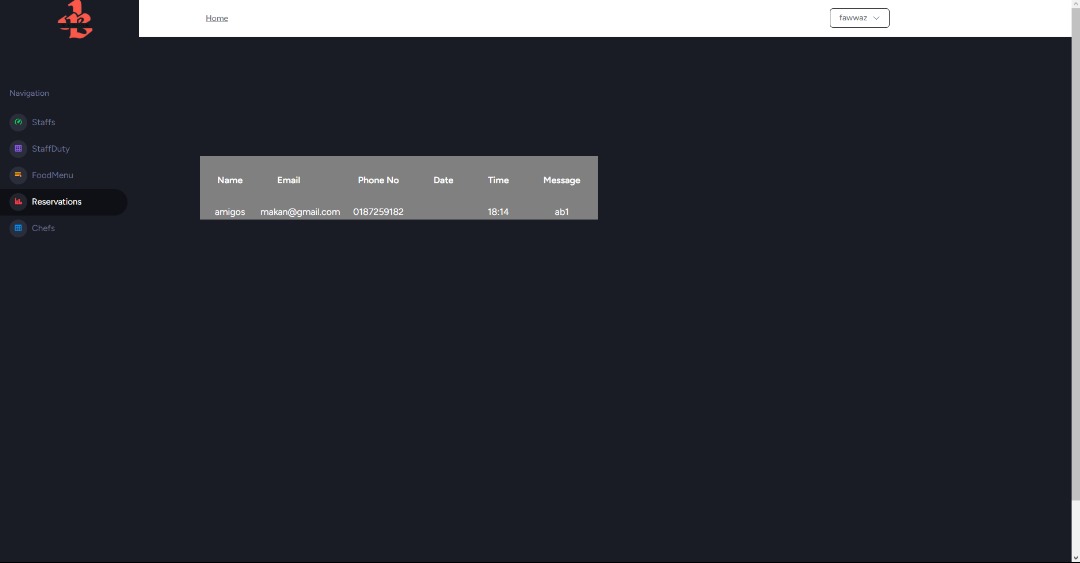 Home
fawwaz
Navigation
Staffs
StaffDuty
FoodMenu
Reservations
Chefs
Name Email Phone No Date Time Message
amigos makan@gmail.com 0187259182 18:14 ab1